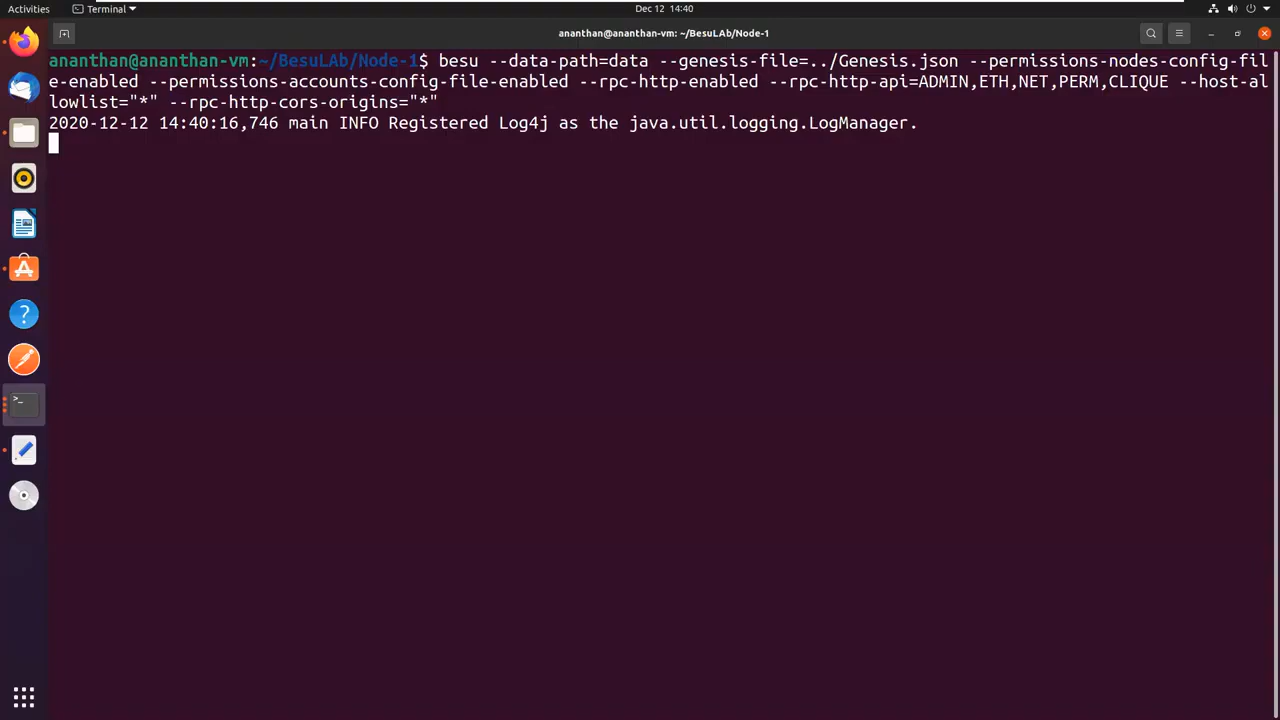 Activities
Terminal
Dec 12 14:40
ananthan@ananthan-vm: ~/BesuLAb/Node-1
ananthan@ananthan-vm:~/BesuLAb/Node-1$ besu --data-path=data --genesis-file=../Genesis.json --permissions-nodes-config-fil
e-enabled --permissions-accounts-config-file-enabled --rpc-http-enabled --rpc-http-api=ADMIN,ETH,NET,PERM,CLIQUE --host-al
lowlist="*" --rpc-http-cors-origins="*"
2020-12-12 14:40:16,746 main INFO Registered Log4j as the java.util.logging.LogManager.